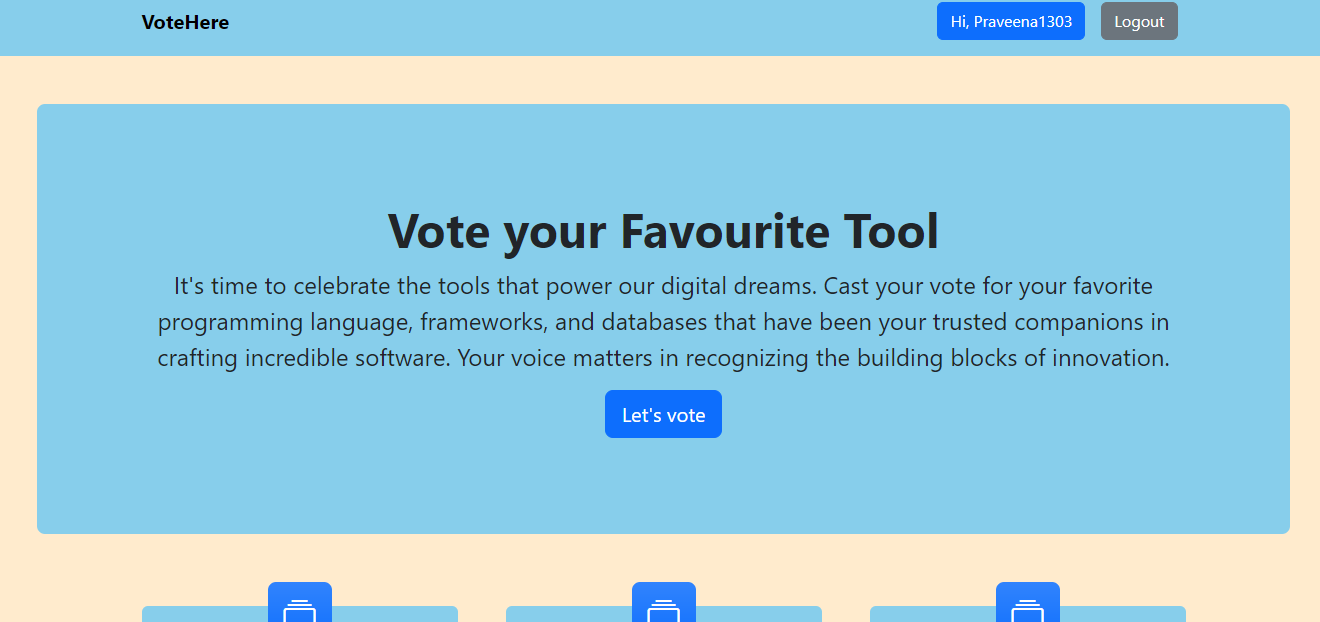 VoteHere
Hi, Praveena1303
Logout
Vote your Favourite Tool
It's time to celebrate the tools that power our digital dreams. Cast your vote for your favorite
programming language, frameworks, and databases that have been your trusted companions in
crafting incredible software. Your voice matters in recognizing the building blocks of innovation.
Let's vote